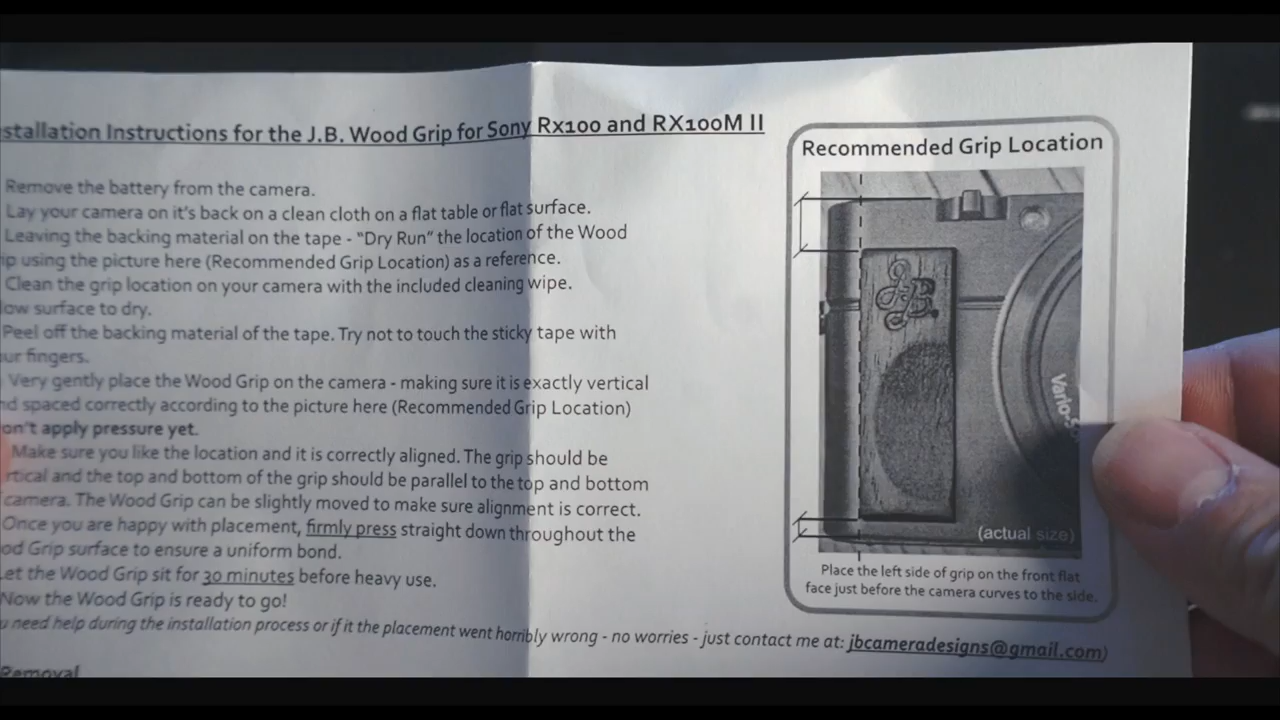 stallation Instructions for the J.B. Wood Grip for Sony Rx100 and RX100M II
Remove the battery from the camera.
Lay your camera on it's back on a clean cloth on a flat table or flat surface.
Leaving the backing material on the tape - "Dry Run" the location of the Wood
ip using the picture here (Recommended Grip Location) as a reference.
Clean the grip location on your camera with the included cleaning wipe.
low surface to dry.
Peel off the backing material of the tape. Try not to touch the sticky tape with
ur fingers.
Very gently place the Wood Grip on the camera - making sure it is exactly vertical
nd spaced correctly according to the picture here (Recommended Grip Location)
on't apply pressure yet.
Make sure you like the location and it is correctly aligned. The grip should be
rtical and the top and bottom of the grip should be parallel to the top and bottom
camera. The Wood Grip can be slightly moved to make sure alignment is correct.
Once you are happy with placement, firmly press straight down throughout the
od Grip surface to ensure a uniform bond.
Let the Wood Grip sit for 30 minutes before heavy use.
Now the Wood Grip is ready to go!
u need help during the installation process or if it the placement went horribly wrong - no worries - just contact me at: jbcameradesigns@gmail.com)
Removal
Recommended Grip Location
J.B.
Vario-
(actual size)
Place the left side of grip on the front flat
face just before the camera curves to the side.